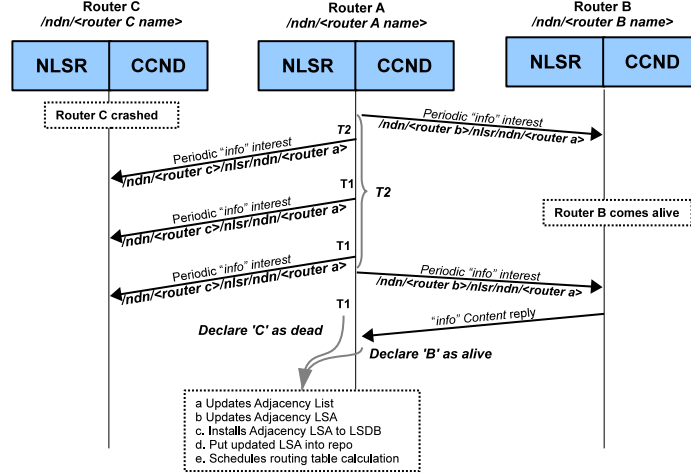 Router C
/ndn/<router C name>
Router A
/ndn/<router A name>
Router B
/ndn/<router B name>
NLSR
CCND
NLSR
CCND
NLSR
CCND
Router C crashed
Periodic "info" interest
/ndn/<router b>/nlsr/ndn/<router a>
T2
Periodic "info" interest
/ndn/<router c>/nlsr/ndn/<router a>
T1
T2
Periodic "info" interest
/ndn/<router c>/nlsr/ndn/<router a>
Router B comes alive
T1
Periodic "info" interest
/ndn/<router c>/nlsr/ndn/<router a>
Periodic "info" interest
/ndn/<router b>/nlsr/ndn/<router a>
T1
"info" Content reply
Declare 'C' as dead
Declare 'B' as alive
a Updates Adjacency List
b Updates Adjacency LSA
c. Installs Adjacency LSA to LSDB
d. Put updated LSA into repo
e. Schedules routing table calculation